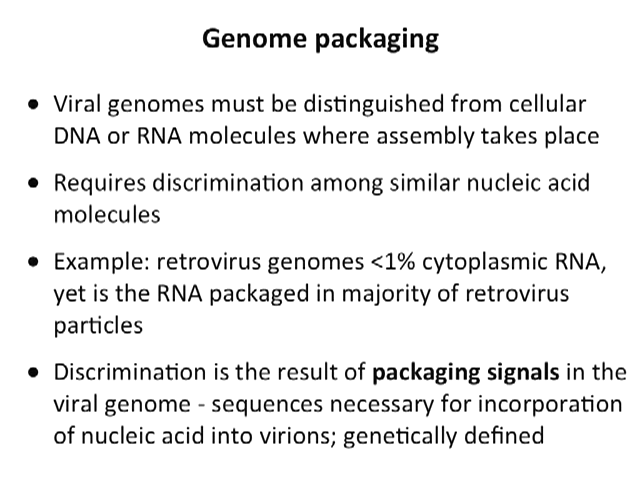 Genome packaging
● Viral genomes must be distinguished from cellular
DNA or RNA molecules where assembly takes place
● Requires discrimination among similar nucleic acid
molecules
● Example: retrovirus genomes <1% cytoplasmic RNA,
yet is the RNA packaged in majority of retrovirus
particles
● Discrimination is the result of packaging signals in the
viral genome - sequences necessary for incorporation
of nucleic acid into virions; genetically defined